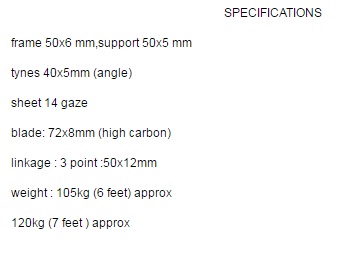 SPECIFICATIONS
frame 50x6 mm,support 50x5 mm
tynes 40x5mm (angle)
sheet 14 gaze
blade: 72x8mm (high carbon)
linkage : 3 point :50x12mm
weight : 105kg (6 feet) approx
120kg (7 feet ) approx